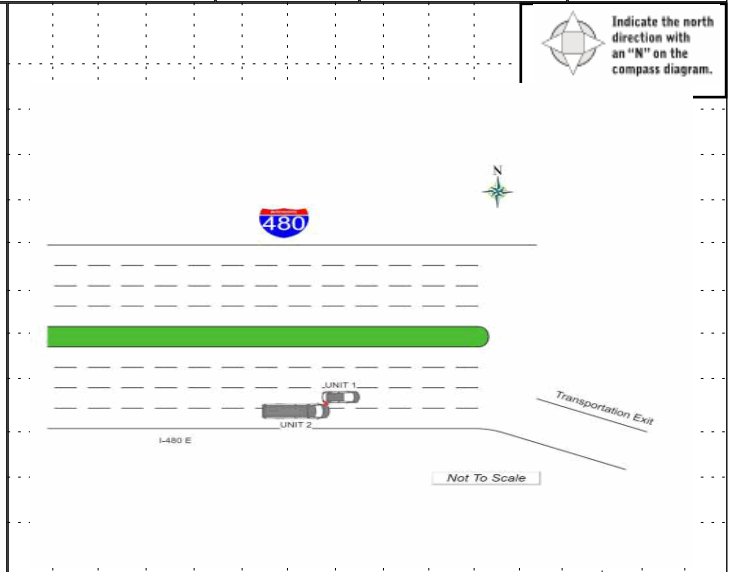 Indicate the north
direction with
an "N" on the
compass diagram.
N
480
UNIT 1
UNIT 2
I-480 E
Transportation Exit
Not To Scale